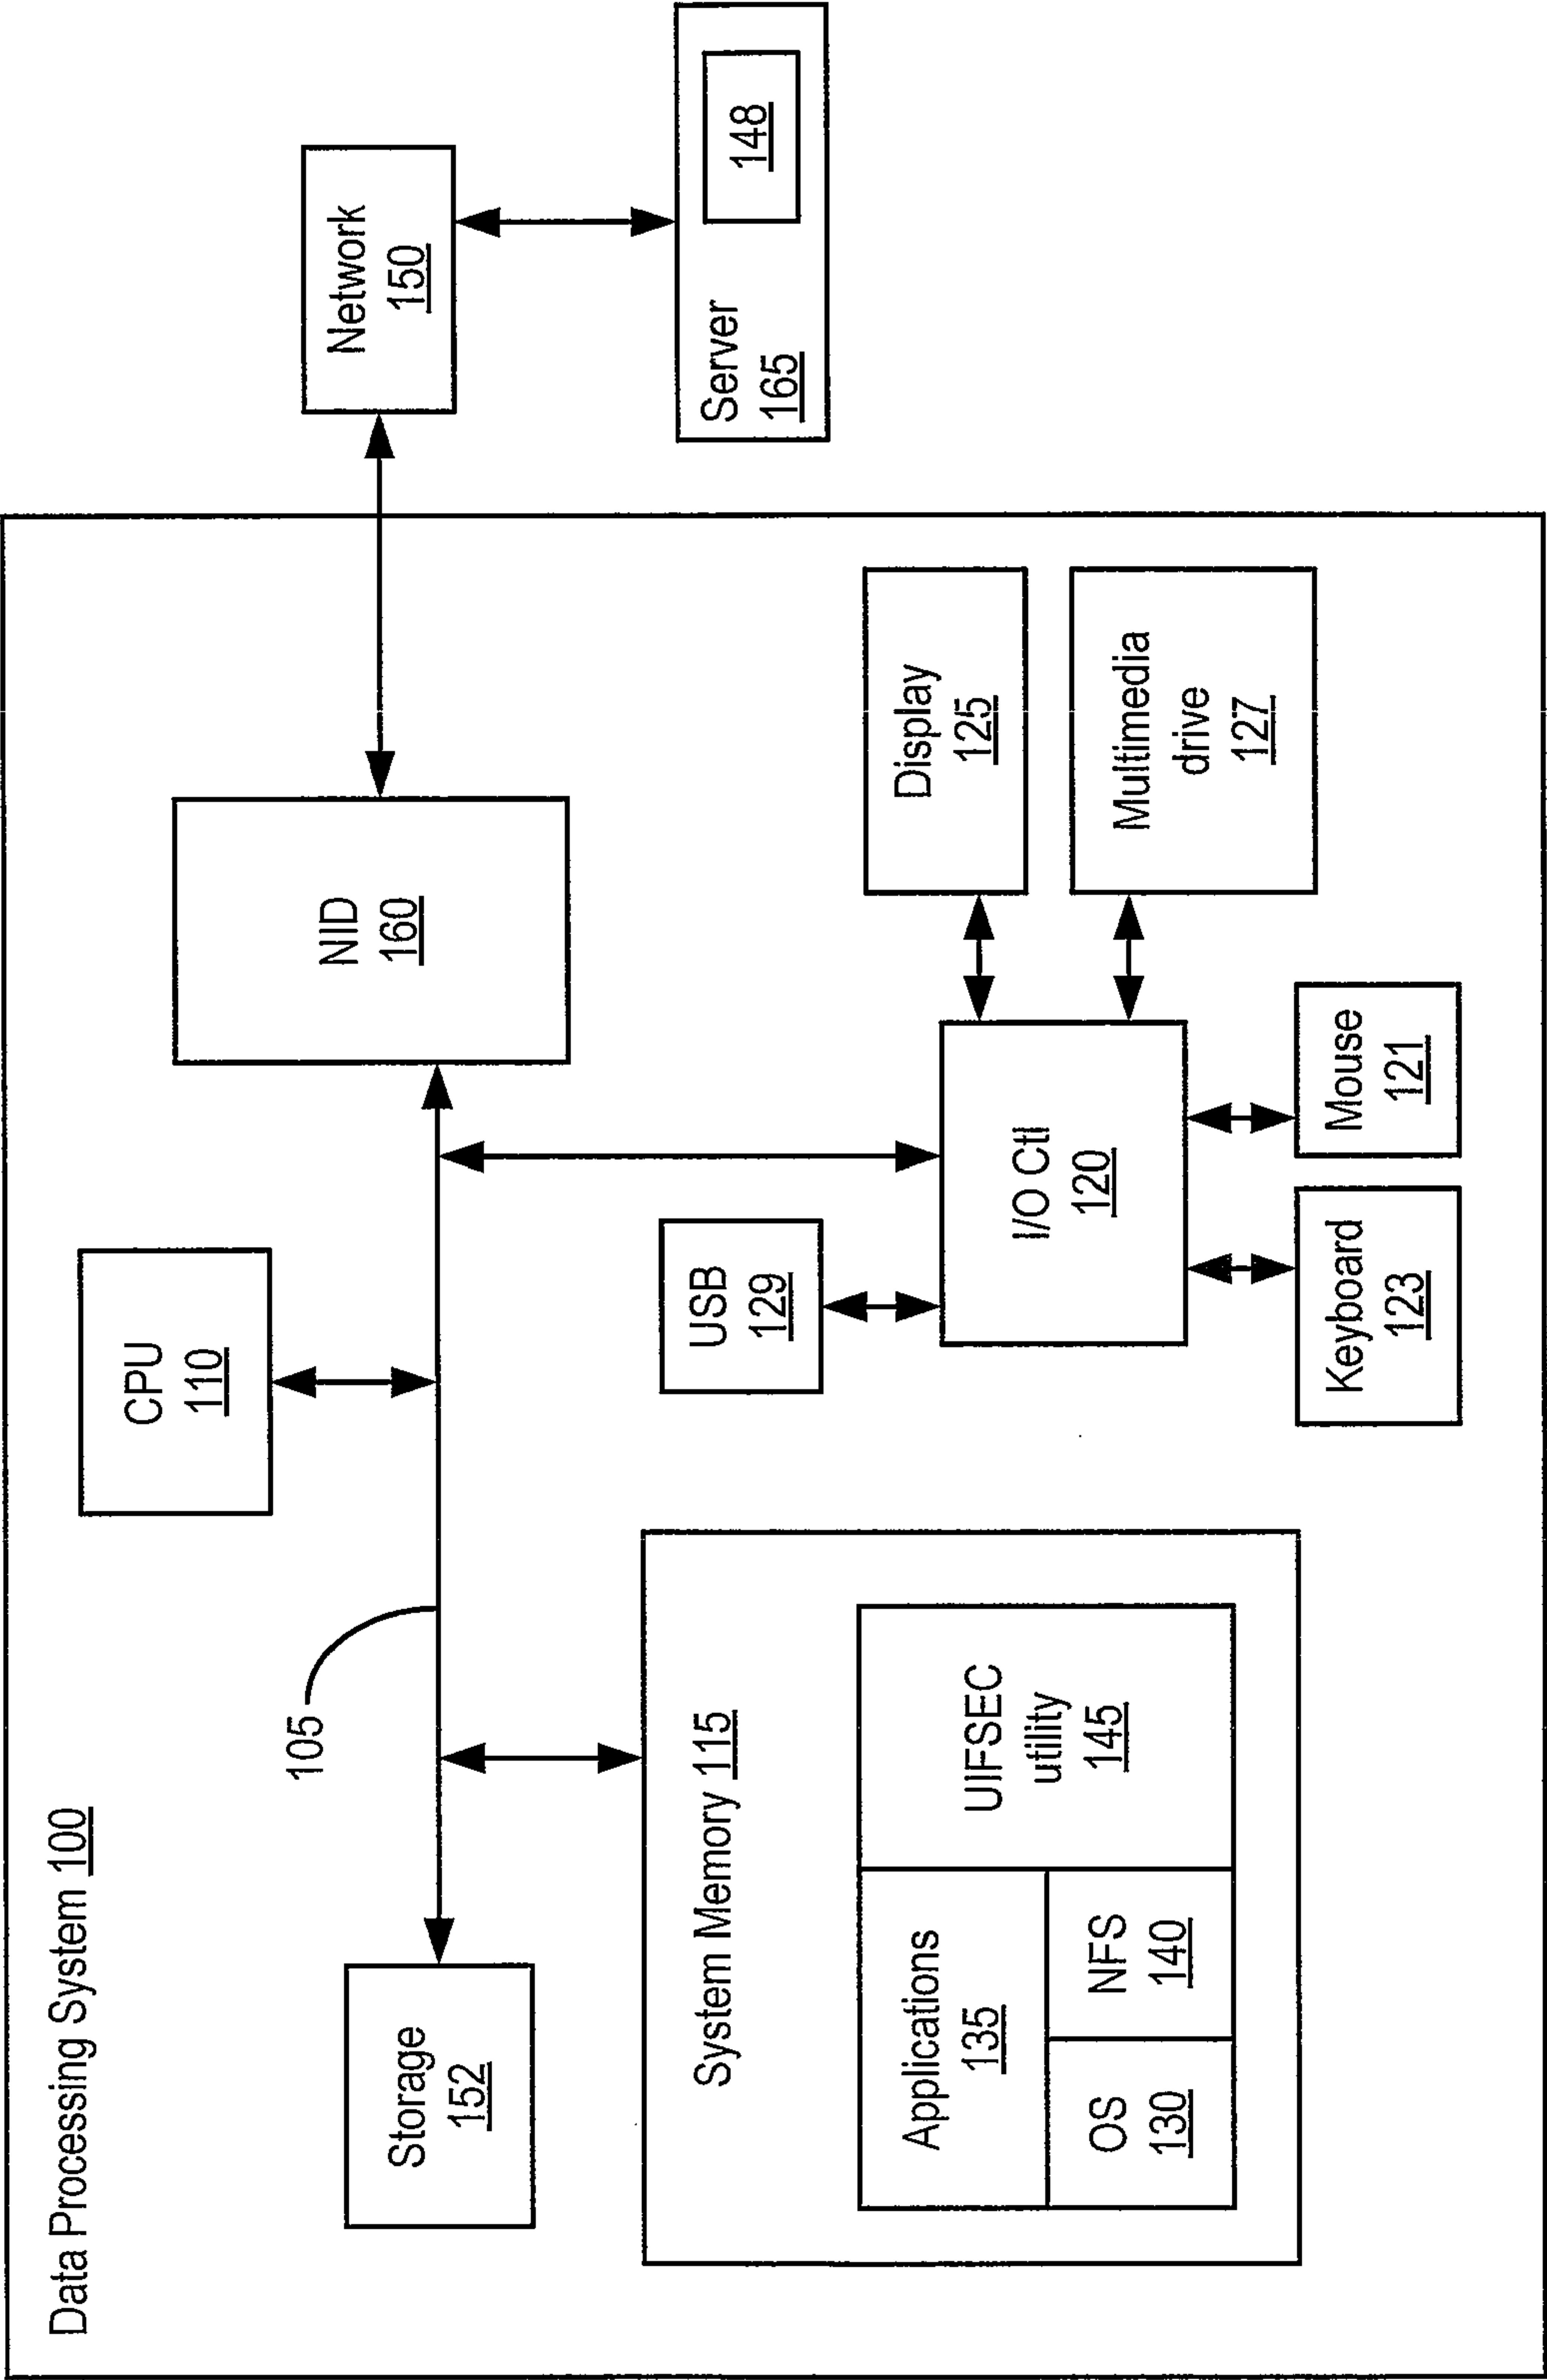 Data Processing System 100
Storage
152
105
CPU
110
NID
160
Network
150
Server
165
148
System Memory 115
Applications
135
OS
130
NFS
140
UIFSEC
utility
145
USB
129
I/O Ctl
120
Display
125
Multimedia
drive
127
Keyboard
123
Mouse
121